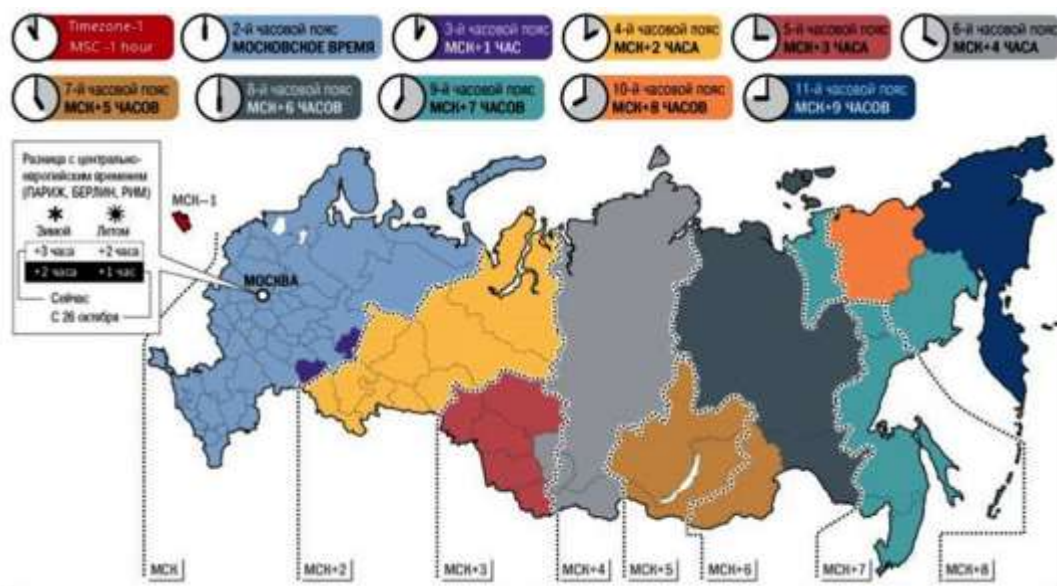 Timezone-1
MSC -1 hour
2-й часовой пояс
МОСКОВСКОЕ ВРЕМЯ
3-й часовой пояс
МСК+1 ЧАС
4-й часовой пояс
МСК+2 ЧАСА
5-й часовой пояс
МСК+3 ЧАСА
6-й часовой пояс
МСК+4 ЧАСА
7-й часовой пояс
МСК+5 ЧАСОВ
8-й часовой пояс
МСК+6 ЧАСОВ
9-й часовой пояс
МСК+7 ЧАСОВ
10-й часовой пояс
МСК+8 ЧАСОВ
11-й часовой пояс
МСК+9 ЧАСОВ
Разница с центрально-
европейским временем
(ПАРИЖ, БЕРЛИН, РИМ)
Зимой Летом
+3 часа +2 часа
+2 часа +1 час
Сейчас
С 26 октября
МСК-1
МОСКВА
МСК
МСК+2
МСК+3
МСК+4
МСК+5
МСК+6
МСК+7
МСК+8